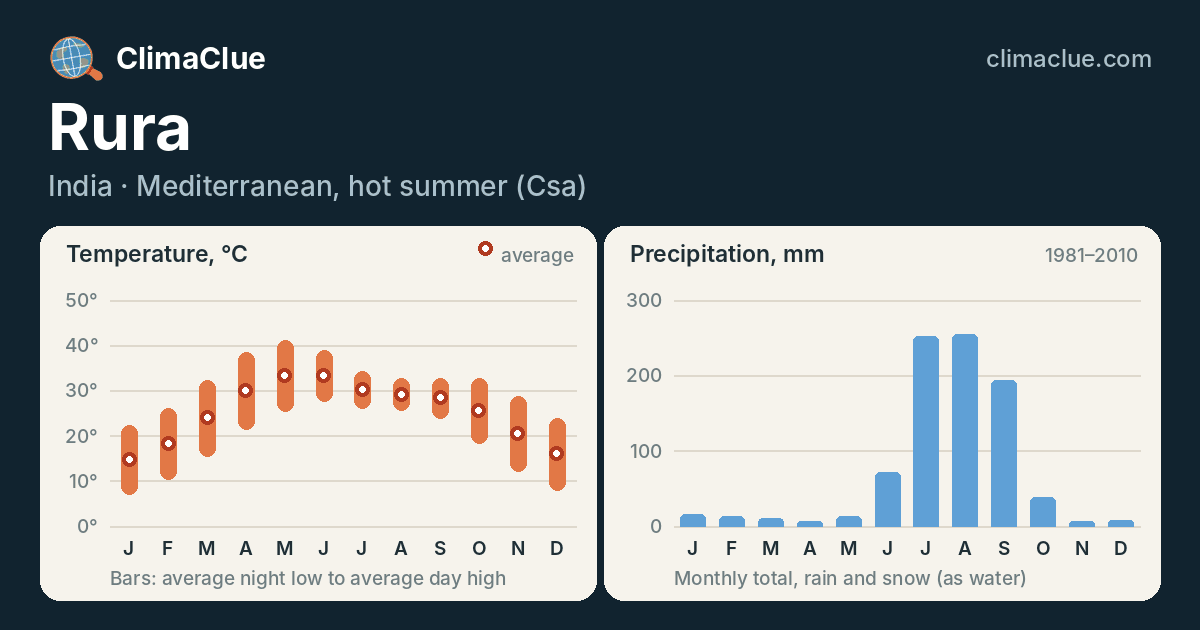 ClimaClue
climaclue.com
Rura
India · Mediterranean, hot summer (Csa)
Temperature, °C
average
50°
40°
30°
20°
10°
0°
J F M A M J J A S O N D
Bars: average night low to average day high
Precipitation, mm
1981–2010
300
200
100
0
J F M A M J J A S O N D
Monthly total, rain and snow (as water)